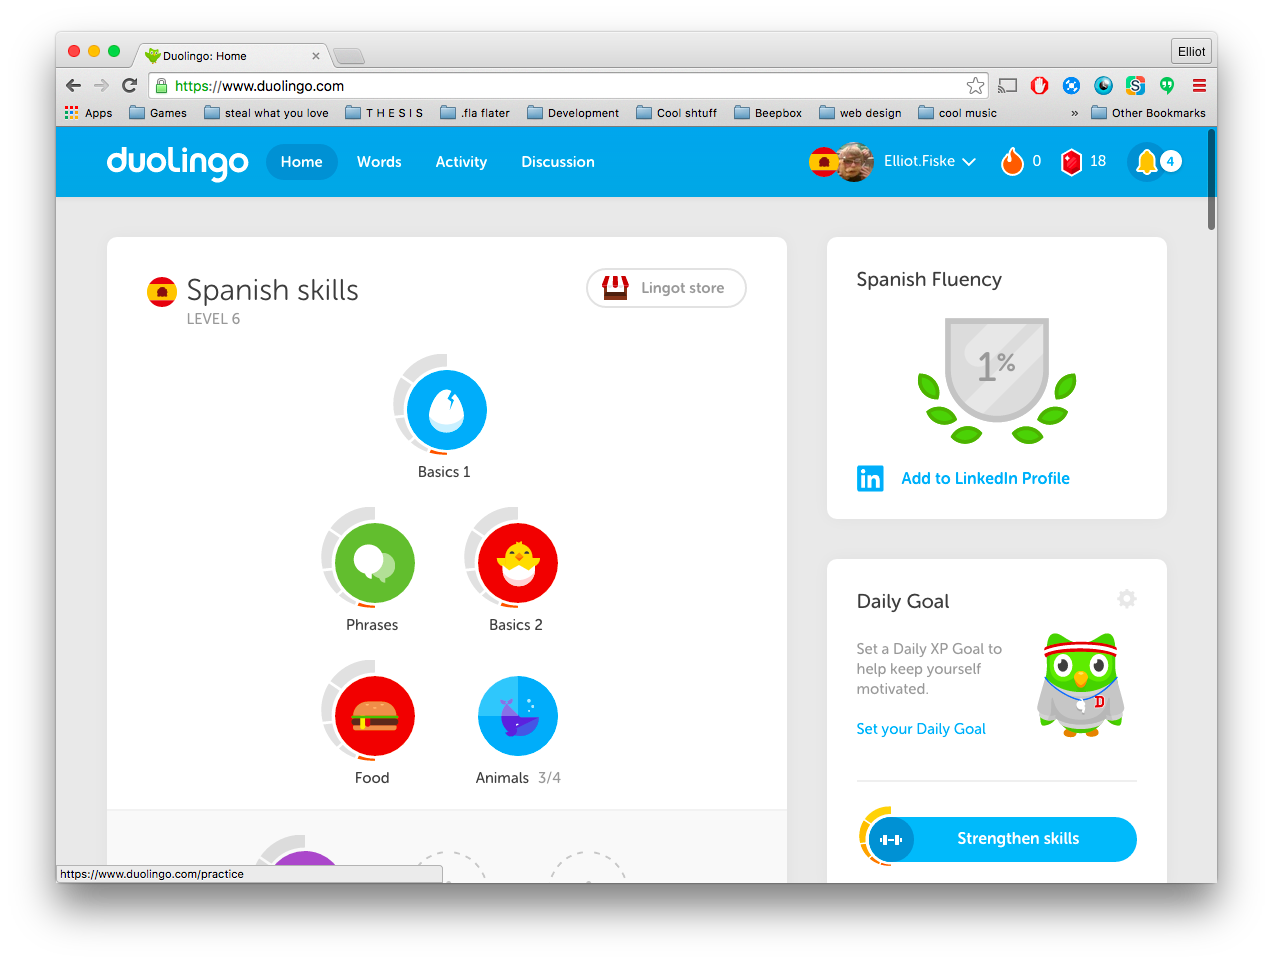 Duolingo: Home
Elliot
https://www.duolingo.com
Apps Games steal what you love T H E S I S .fla flater Development Cool shtuff Beepbox web design cool music » Other Bookmarks
duolingo Home Words Activity Discussion Elliot.Fiske 0 18 4
Spanish skills
LEVEL 6
Lingot store
Basics 1
Phrases Basics 2
Food Animals 3/4
Spanish Fluency
1%
in Add to LinkedIn Profile
Daily Goal
Set a Daily XP Goal to
help keep yourself
motivated.
D
Set your Daily Goal
Strengthen skills
https://www.duolingo.com/practice